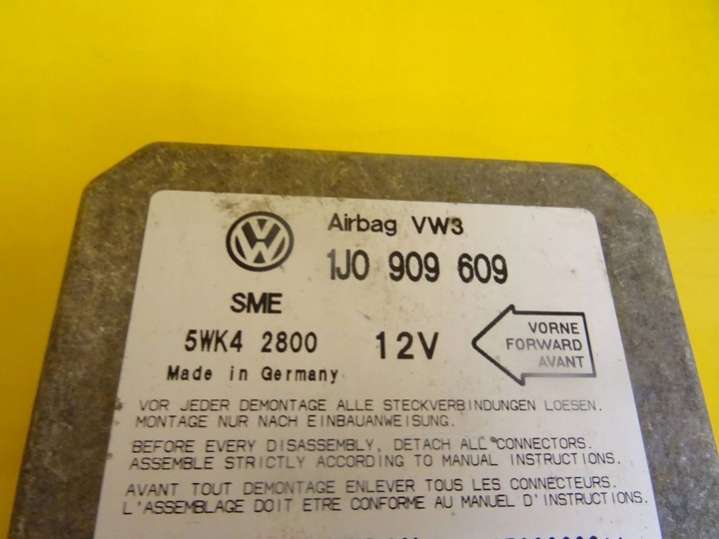 Airbag VW3
1J0 909 609
SME
5WK4 2800
12V
VORNE
FORWARD
AVANT
Made in Germany
VOR JEDER DEMONTAGE ALLE STECKVERBINDUNGEN LOESEN.
MONTAGE NUR NACH EINBAUANWEISUNG.
BEFORE EVERY DISASSEMBLY, DETACH ALL CONNECTORS.
ASSEMBLE STRICTLY ACCORDING TO MANUAL INSTRUCTIONS.
AVANT TOUT DEMONTAGE ENLEVER TOUS LES CONNECTEURS.
L'ASSEMBLAGE DOIT ETRE CONFORME AU MANUEL D'INSTRUCTIONS.